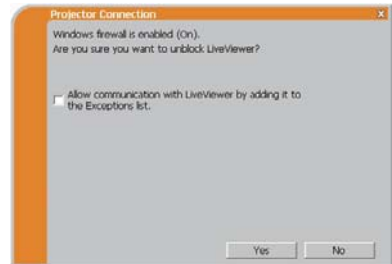 Projector Connection
Windows firewall is enabled (On).
Are you sure you want to unblock LiveViewer?
Allow communication with LiveViewer by adding it to
the Exceptions list.
Yes No